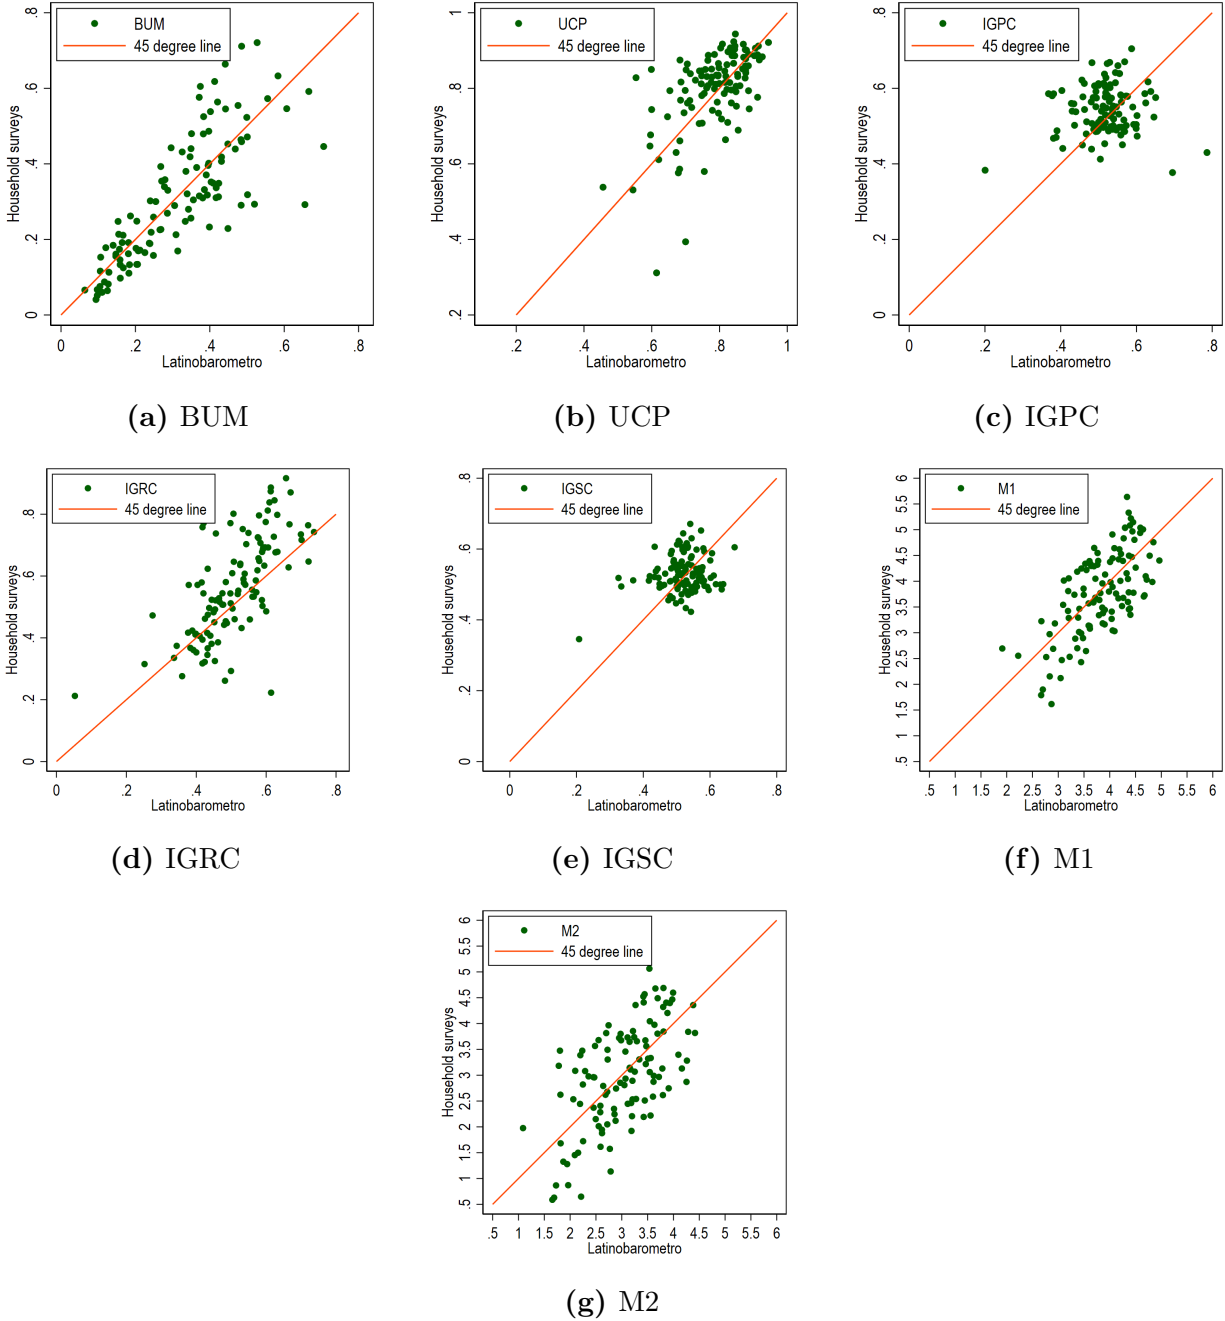 BUM
45 degree line
Household surveys
0 .2 .4 .6 .8
0 .2 .4 .6 .8
Latinobarometro
(a) BUM
UCP
45 degree line
Household surveys
.2 .4 .6 .8 1
.2 .4 .6 .8 1
Latinobarometro
(b) UCP
IGPC
45 degree line
Household surveys
0 .2 .4 .6 .8
0 .2 .4 .6 .8
Latinobarometro
(c) IGPC
IGRC
45 degree line
Household surveys
0 .2 .4 .6 .8
0 .2 .4 .6 .8
Latinobarometro
(d) IGRC
IGSC
45 degree line
Household surveys
0 .2 .4 .6 .8
0 .2 .4 .6 .8
Latinobarometro
(e) IGSC
M1
45 degree line
Household surveys
.5 1 1.5 2 2.5 3 3.5 4 4.5 5 5.5 6
.5 1 1.5 2 2.5 3 3.5 4 4.5 5 5.5 6
Latinobarometro
(f) M1
M2
45 degree line
Household surveys
.5 1 1.5 2 2.5 3 3.5 4 4.5 5 5.5 6
.5 1 1.5 2 2.5 3 3.5 4 4.5 5 5.5 6
Latinobarometro
(g) M2